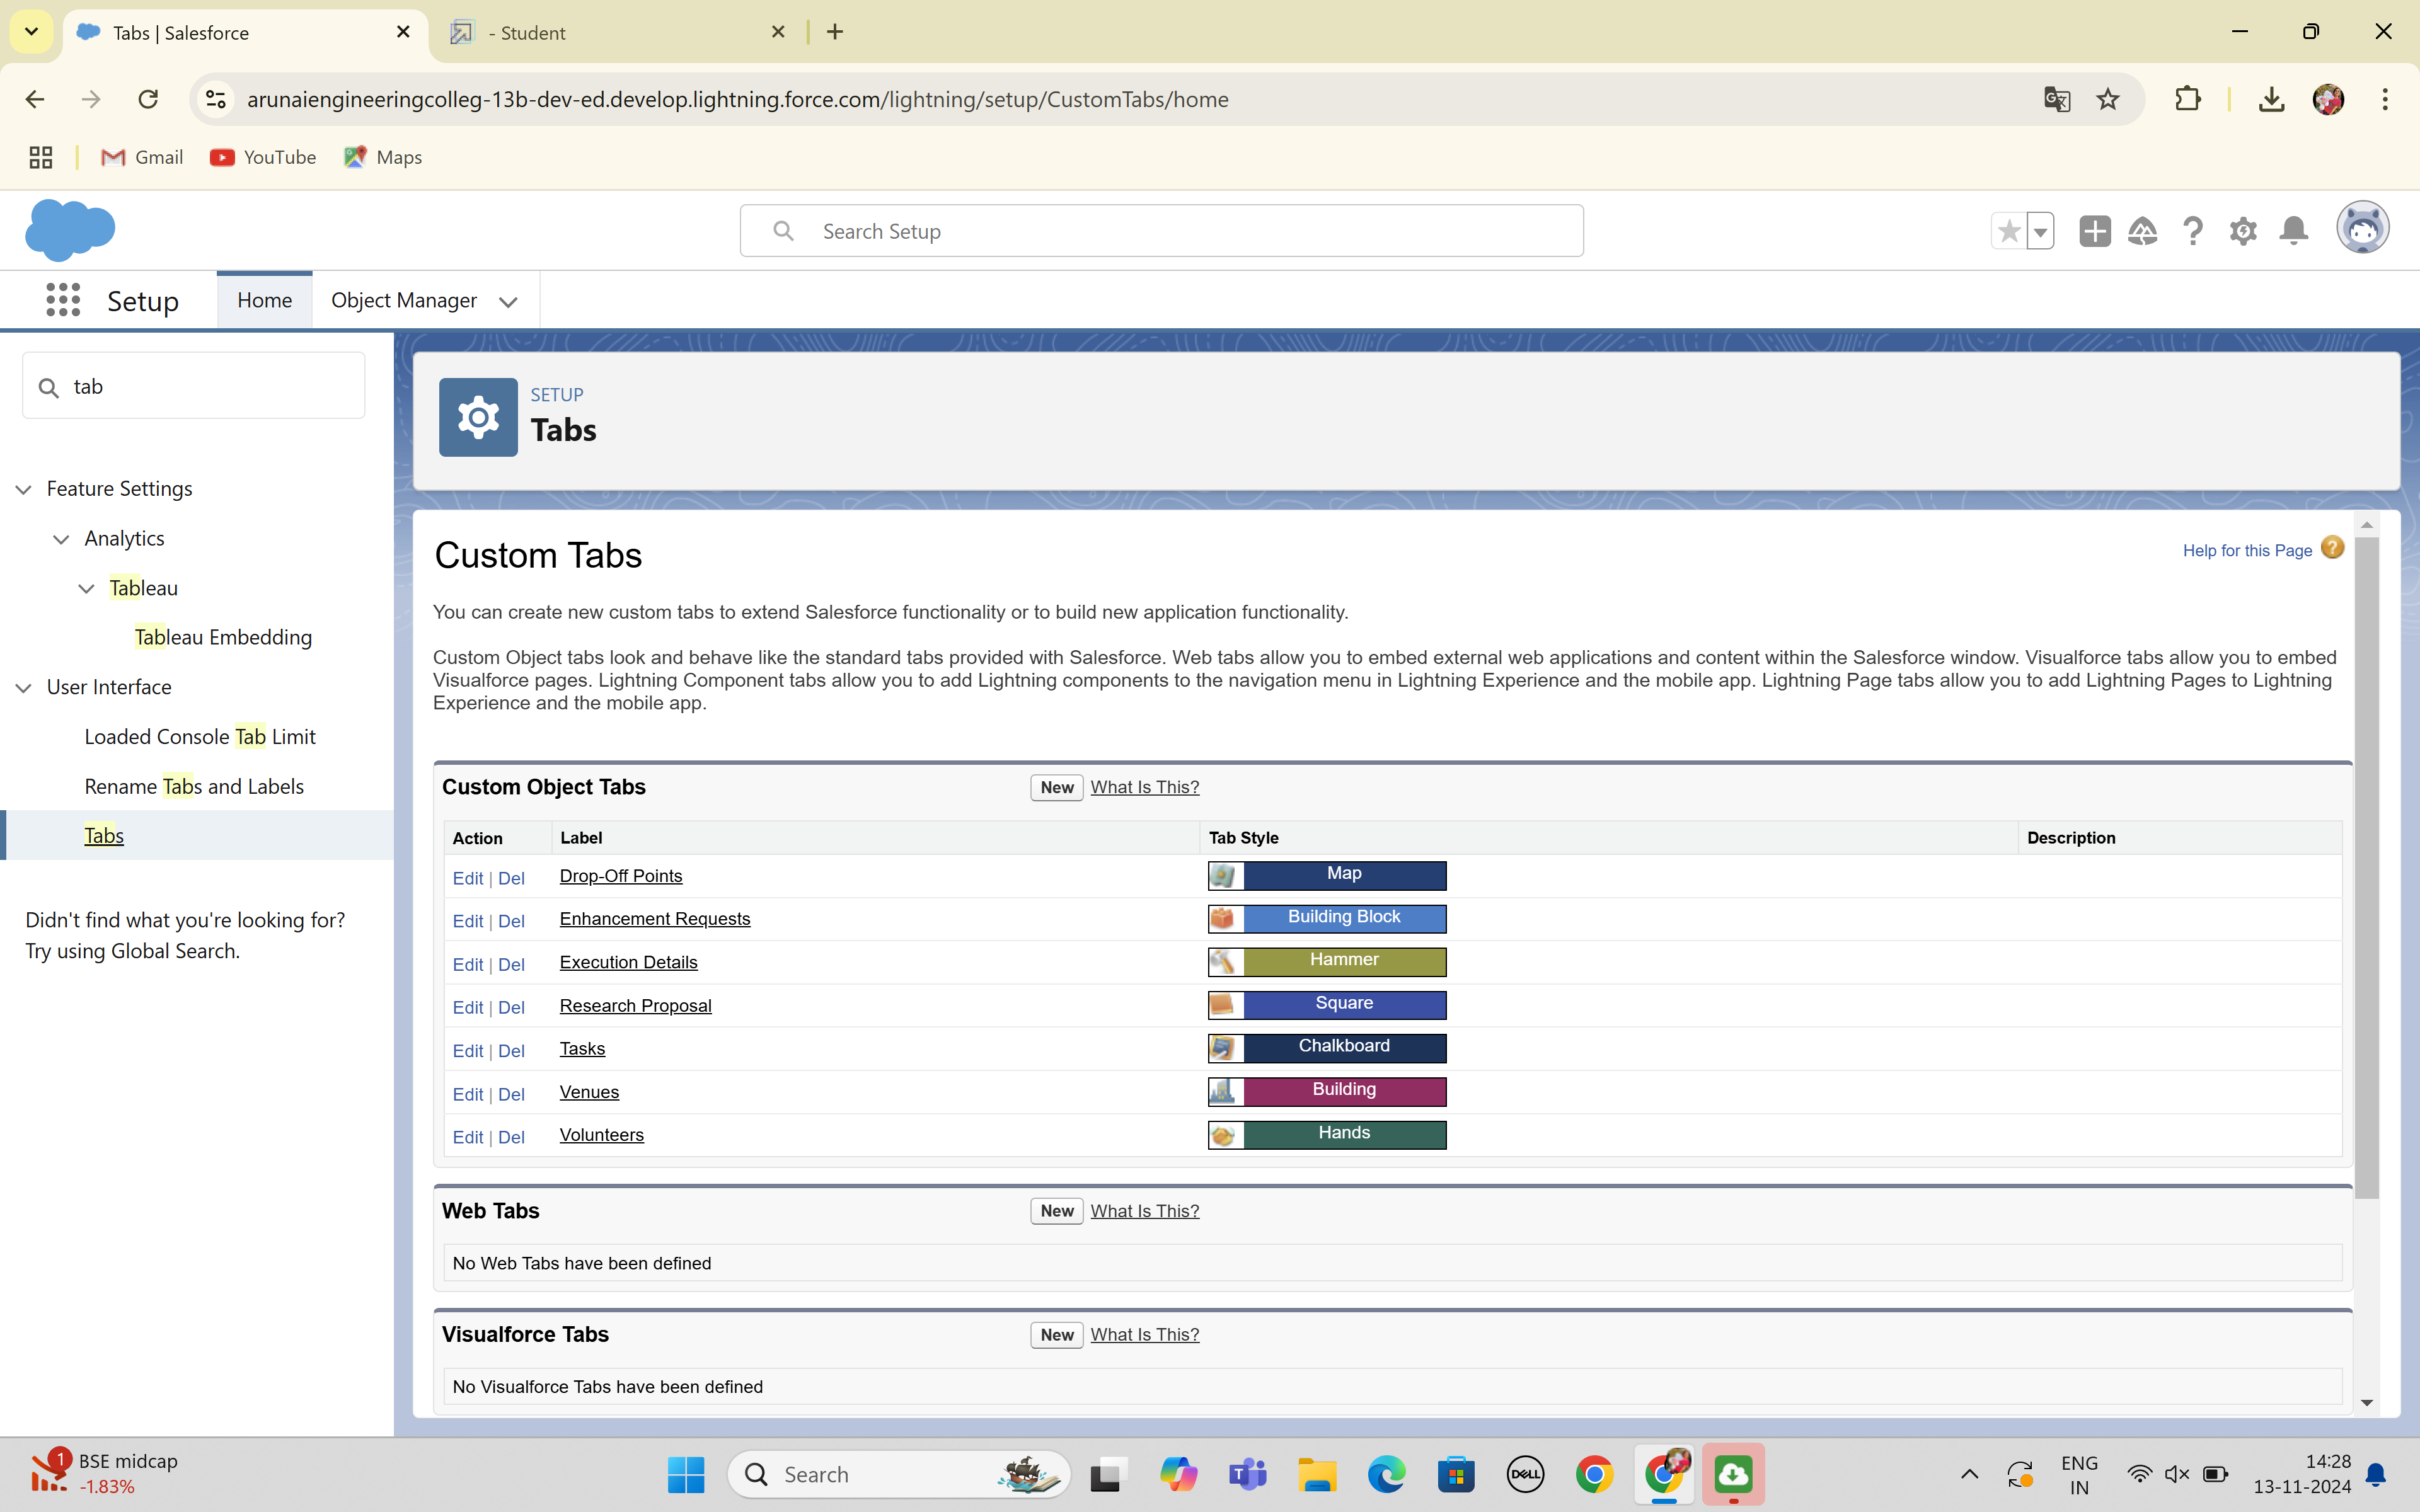 Tabs | Salesforce
- Student
arunaiengineeringcolleg-13b-dev-ed.develop.lightning.force.com/lightning/setup/CustomTabs/home
Gmail
YouTube
Maps
Search Setup
Setup
Home
Object Manager
tab
SETUP
Tabs
Feature Settings
Analytics
Tableau
Tableau Embedding
User Interface
Loaded Console Tab Limit
Rename Tabs and Labels
Tabs
Didn't find what you're looking for?
Try using Global Search.
Custom Tabs
Help for this Page
You can create new custom tabs to extend Salesforce functionality or to build new application functionality.
Custom Object tabs look and behave like the standard tabs provided with Salesforce. Web tabs allow you to embed external web applications and content within the Salesforce window. Visualforce tabs allow you to embed
Visualforce pages. Lightning Component tabs allow you to add Lightning components to the navigation menu in Lightning Experience and the mobile app. Lightning Page tabs allow you to add Lightning Pages to Lightning
Experience and the mobile app.
Custom Object Tabs New What Is This?
Action Label Tab Style Description
Edit | Del Drop-Off Points Map
Edit | Del Enhancement Requests Building Block
Edit | Del Execution Details Hammer
Edit | Del Research Proposal Square
Edit | Del Tasks Chalkboard
Edit | Del Venues Building
Edit | Del Volunteers Hands
Web Tabs New What Is This?
No Web Tabs have been defined
Visualforce Tabs New What Is This?
No Visualforce Tabs have been defined
1
BSE midcap
-1.83%
Search
DELL
ENG
IN
14:28
13-11-2024